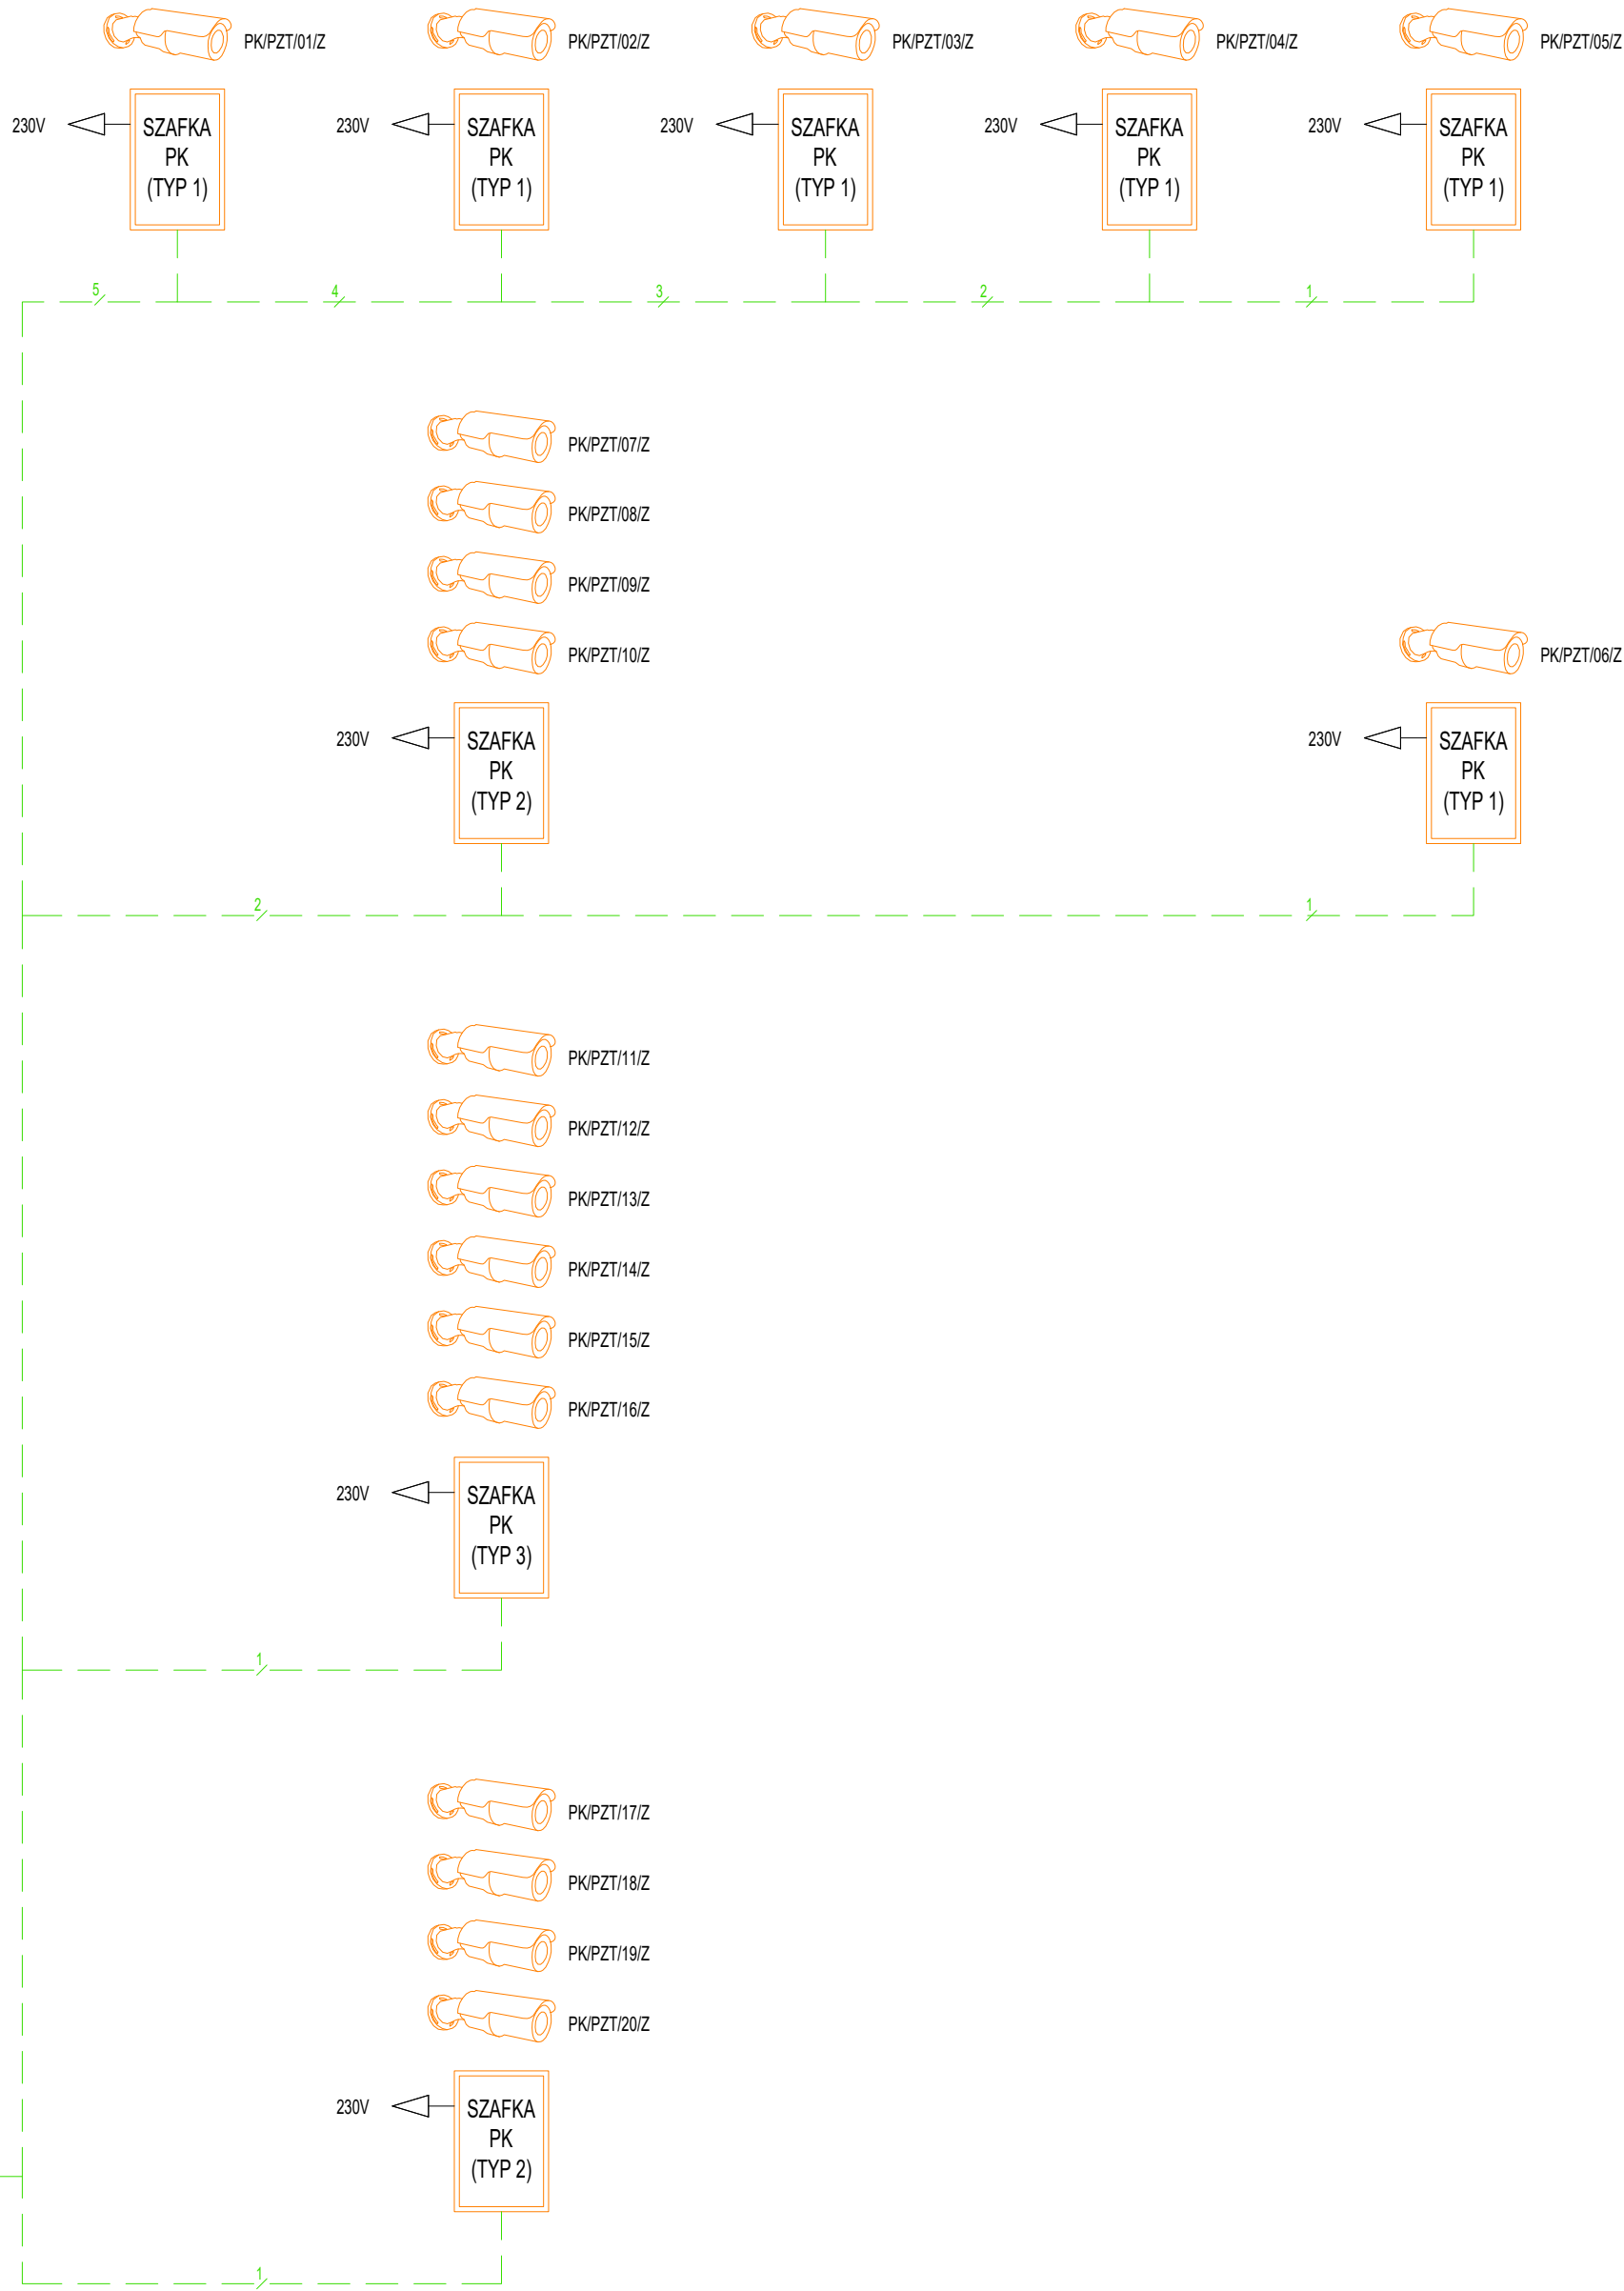 PK/PZT/01/Z
PK/PZT/02/Z
PK/PZT/03/Z
PK/PZT/04/Z
PK/PZT/05/Z
230V
SZAFKA
PK
(TYP 1)
230V
SZAFKA
PK
(TYP 1)
230V
SZAFKA
PK
(TYP 1)
230V
SZAFKA
PK
(TYP 1)
230V
SZAFKA
PK
(TYP 1)
5
4
3
2
1
PK/PZT/07/Z
PK/PZT/08/Z
PK/PZT/09/Z
PK/PZT/10/Z
PK/PZT/06/Z
230V
SZAFKA
PK
(TYP 2)
230V
SZAFKA
PK
(TYP 1)
2
1
PK/PZT/11/Z
PK/PZT/12/Z
PK/PZT/13/Z
PK/PZT/14/Z
PK/PZT/15/Z
PK/PZT/16/Z
230V
SZAFKA
PK
(TYP 3)
1
PK/PZT/17/Z
PK/PZT/18/Z
PK/PZT/19/Z
PK/PZT/20/Z
230V
SZAFKA
PK
(TYP 2)
1